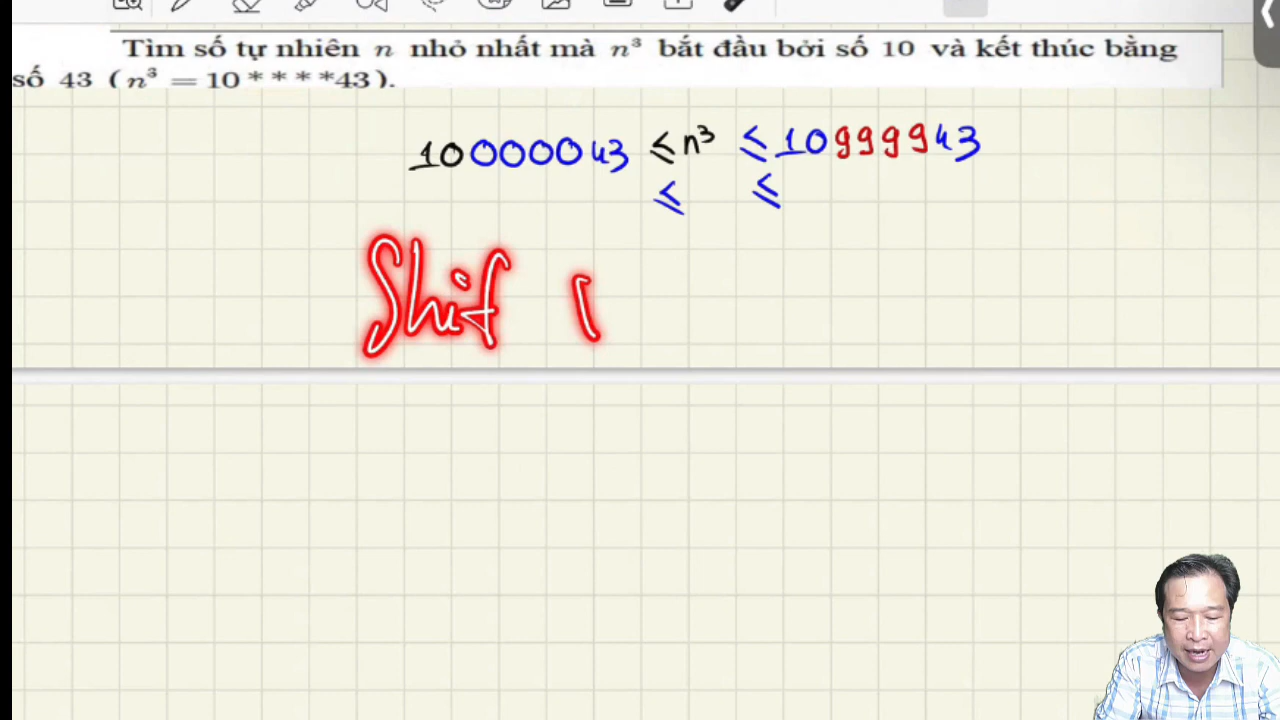 Tìm số tự nhiên n nhỏ nhất mà n³ bắt đầu bởi số 10 và kết thúc bằng
số 43 ( n³ = 10 * * * *43 ).
10000043 ≤ n³ ≤ 10999943
≤ ≤
Shif